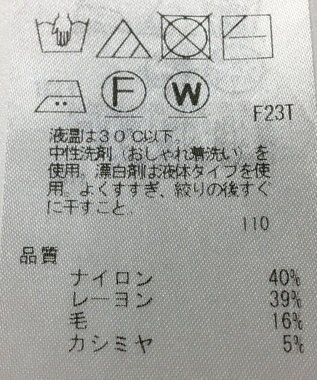 F W
F23T
液温は30℃以下.
中性洗剤（おしゃれ着洗い）を
使用。漂白剤は液体タイプを使
用. よくすすぎ、絞りの後すぐ
に干すこと.
110
品質
ナイロン 40%
レーヨン 39%
毛 16%
カシミヤ 5%